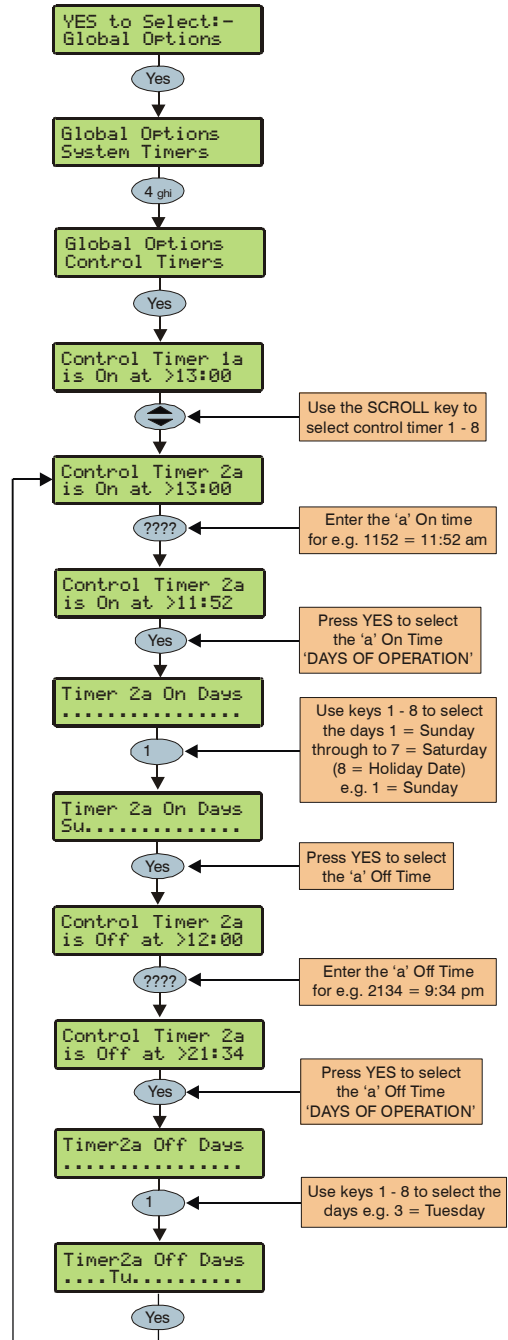 YES to Select:-
Global Options
Yes
Global Options
System Timers
4 ghi
Global Options
Control Timers
Yes
Control Timer 1a
is On at >13:00
Use the SCROLL key to
select control timer 1 - 8
Control Timer 2a
is On at >13:00
????
Enter the ‘a’ On time
for e.g. 1152 = 11:52 am
Control Timer 2a
is On at >11:52
Yes
Press YES to select
the ‘a’ On Time
‘DAYS OF OPERATION’
Timer 2a On Days
................
1
Use keys 1 - 8 to select
the days 1 = Sunday
through to 7 = Saturday
(8 = Holiday Date)
e.g. 1 = Sunday
Timer 2a On Days
Su..............
Yes
Press YES to select
the ‘a’ Off Time
Control Timer 2a
is Off at >12:00
????
Enter the ‘a’ Off Time
for e.g. 2134 = 9:34 pm
Control Timer 2a
is Off at >21:34
Yes
Press YES to select
the ‘a’ Off Time
‘DAYS OF OPERATION’
Timer2a Off Days
................
1
Use keys 1 - 8 to select the
days e.g. 3 = Tuesday
Timer2a Off Days
....Tu..........
Yes